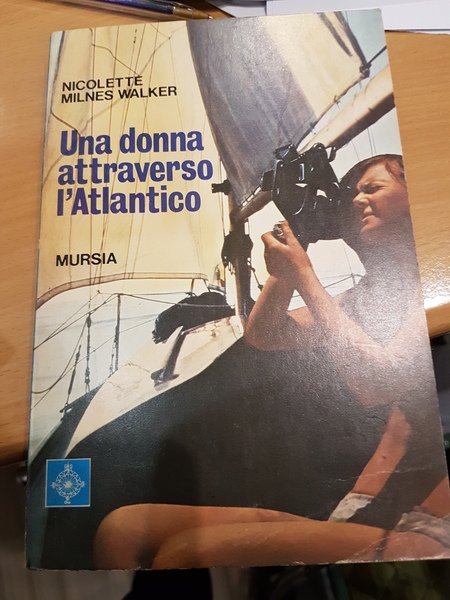 NICOLETTE
MILNES WALKER
Una donna
attraverso
l'Atlantico
MURSIA